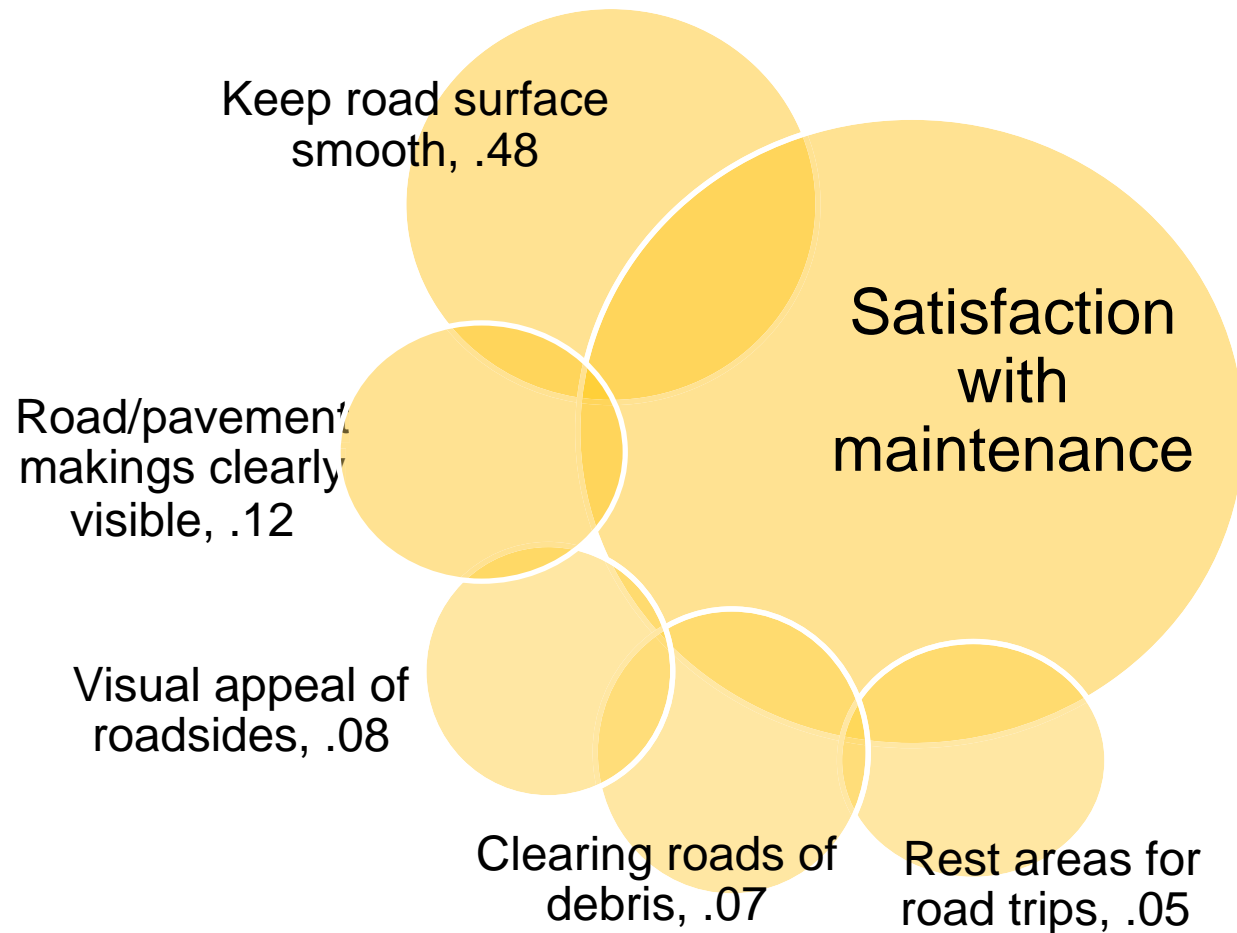 Keep road surface
smooth, .48
Satisfaction
with
maintenance
Road/pavement
makings clearly
visible, .12
Visual appeal of
roadsides, .08
Clearing roads of
debris, .07
Rest areas for
road trips, .05